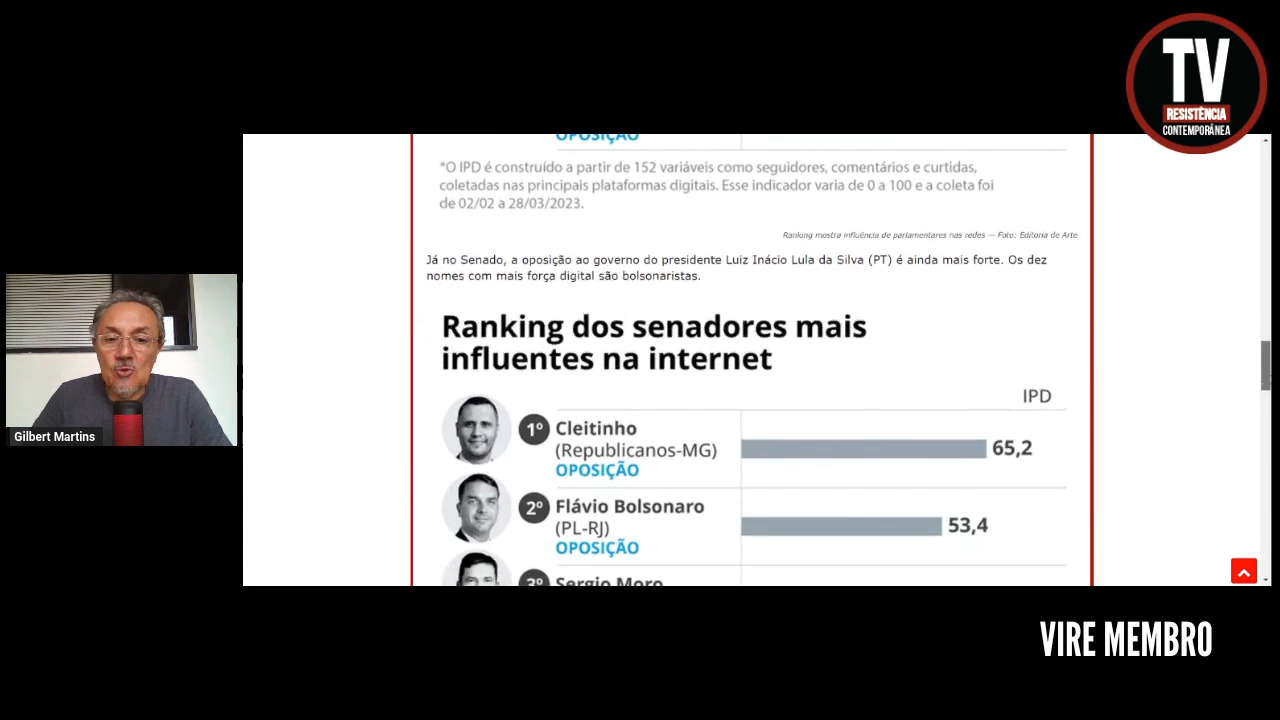 TV
RESISTÊNCIA
CONTEMPORÂNEA
OPOSIÇÃO
*O IPD é construído a partir de 152 variáveis como seguidores, comentários e curtidas,
coletadas nas principais plataformas digitais. Esse indicador varia de 0 a 100 e a coleta foi
de 02/02 a 28/03/2023.
Ranking mostra influência de parlamentares nas redes — Foto: Editoria de Arte
Já no Senado, a oposição ao governo do presidente Luiz Inácio Lula da Silva (PT) é ainda mais forte. Os dez
nomes com mais força digital são bolsonaristas.
Ranking dos senadores mais
influentes na internet
IPD
1º Cleitinho
(Republicanos-MG)
65,2
OPOSIÇÃO
2º Flávio Bolsonaro
(PL-RJ)
53,4
OPOSIÇÃO
3º Sergio Moro
Gilbert Martins
VIRE MEMBRO